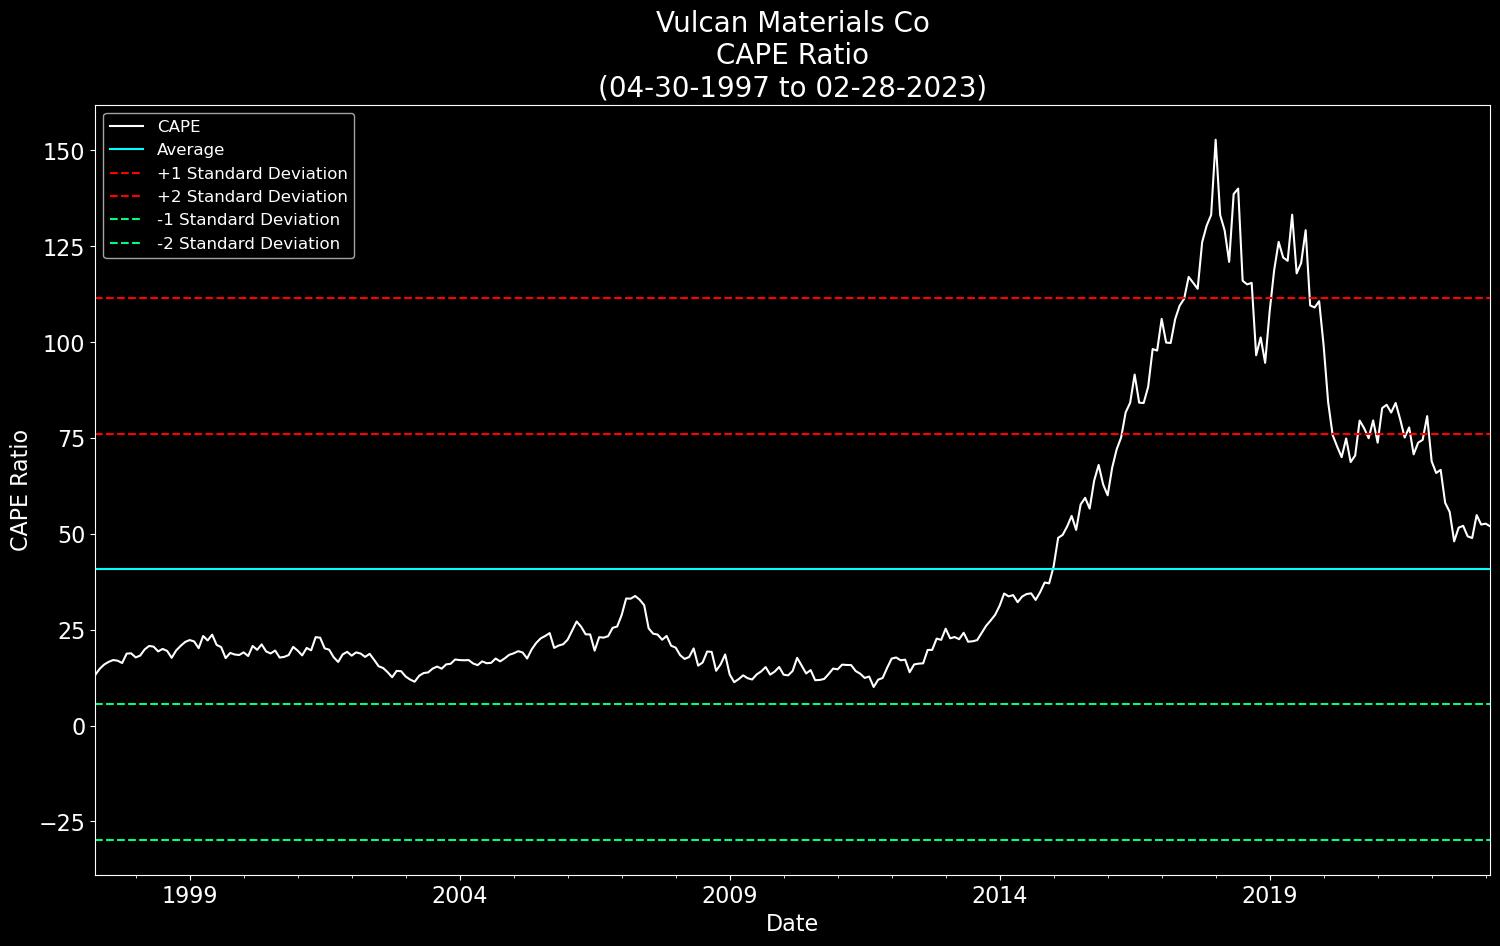 Vulcan Materials Co
CAPE Ratio
(04-30-1997 to 02-28-2023)
CAPE
Average
+1 Standard Deviation
+2 Standard Deviation
-1 Standard Deviation
-2 Standard Deviation
150
125
100
75
50
25
0
−25
CAPE Ratio
1999
2004
2009
2014
2019
Date